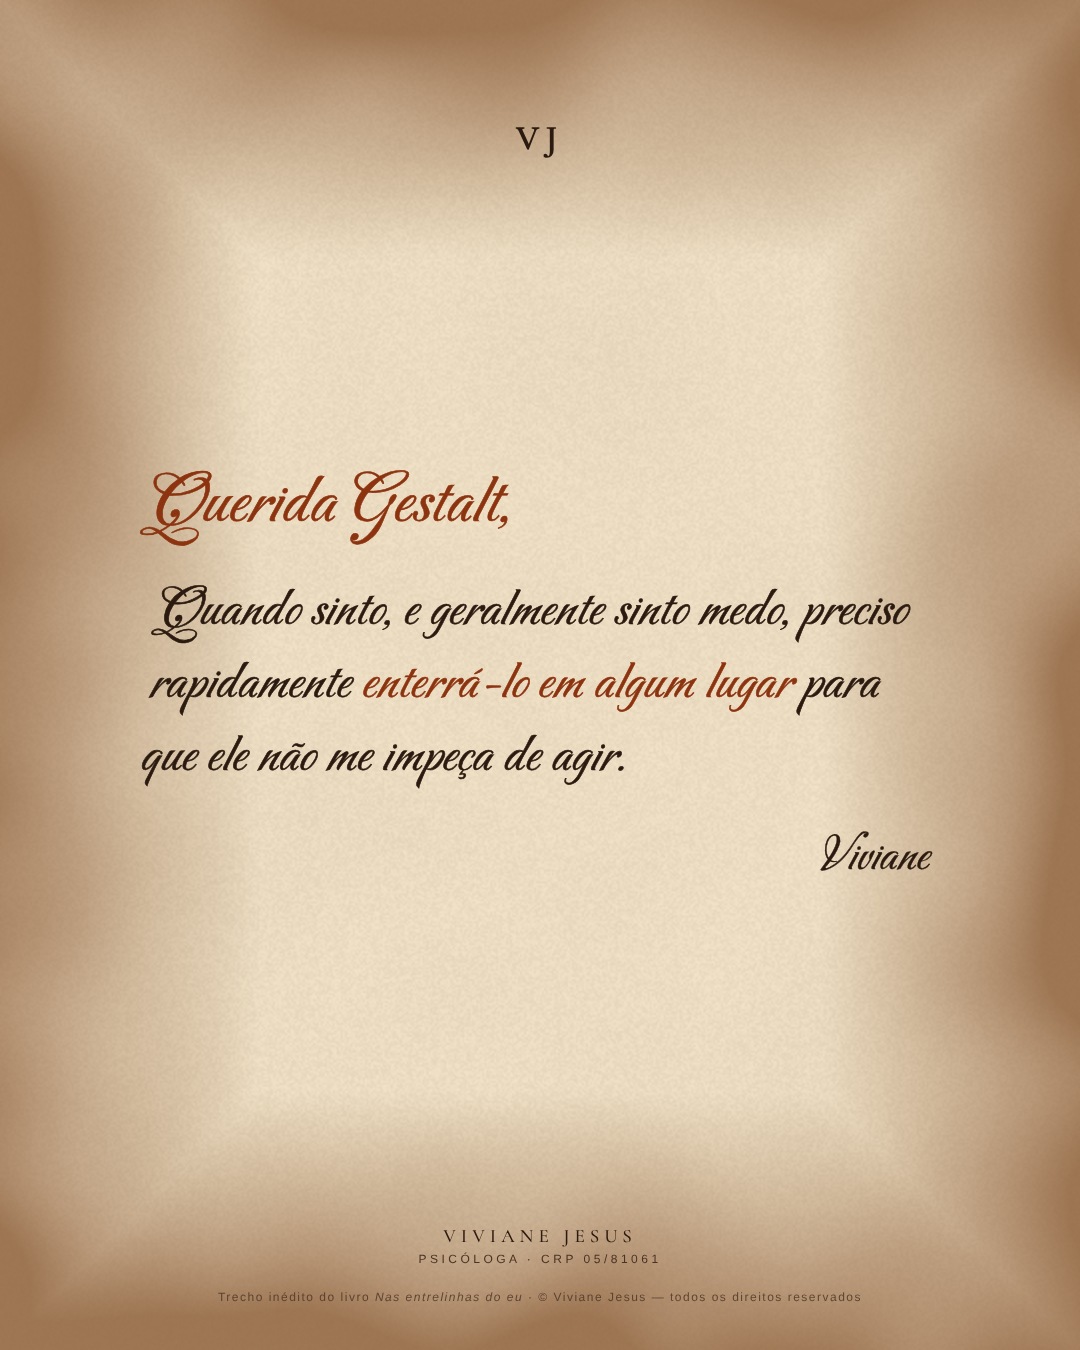 VJ
Querida Gestalt,
Quando sinto, e geralmente sinto medo, preciso
rapidamente enterrá-lo em algum lugar para
que ele não me impeça de agir.
Viviane
VIVIANE JESUS
PSICÓLOGA · CRP 05/81061
Trecho inédito do livro Nas entrelinhas do eu · © Viviane Jesus — todos os direitos reservados